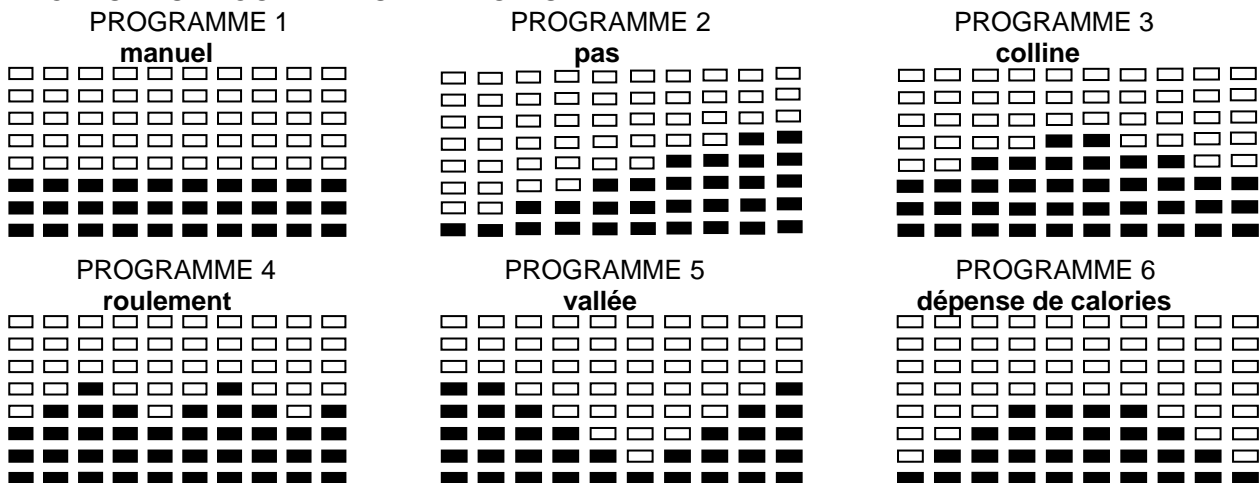 PROGRAMME 1
manuel
PROGRAMME 2
pas
PROGRAMME 3
colline
PROGRAMME 4
roulement
PROGRAMME 5
vallée
PROGRAMME 6
dépense de calories